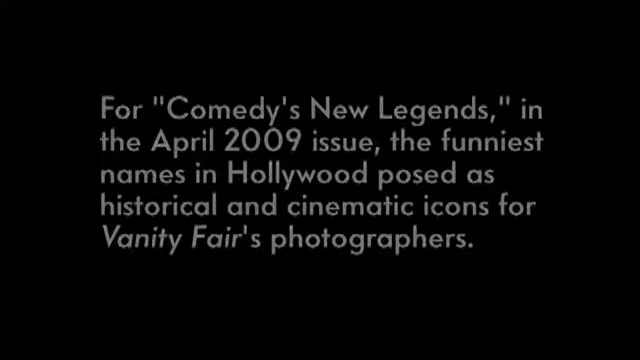 For "Comedy's New Legends," in
the April 2009 issue, the funniest
names in Hollywood posed as
historical and cinematic icons for
Vanity Fair's photographers.